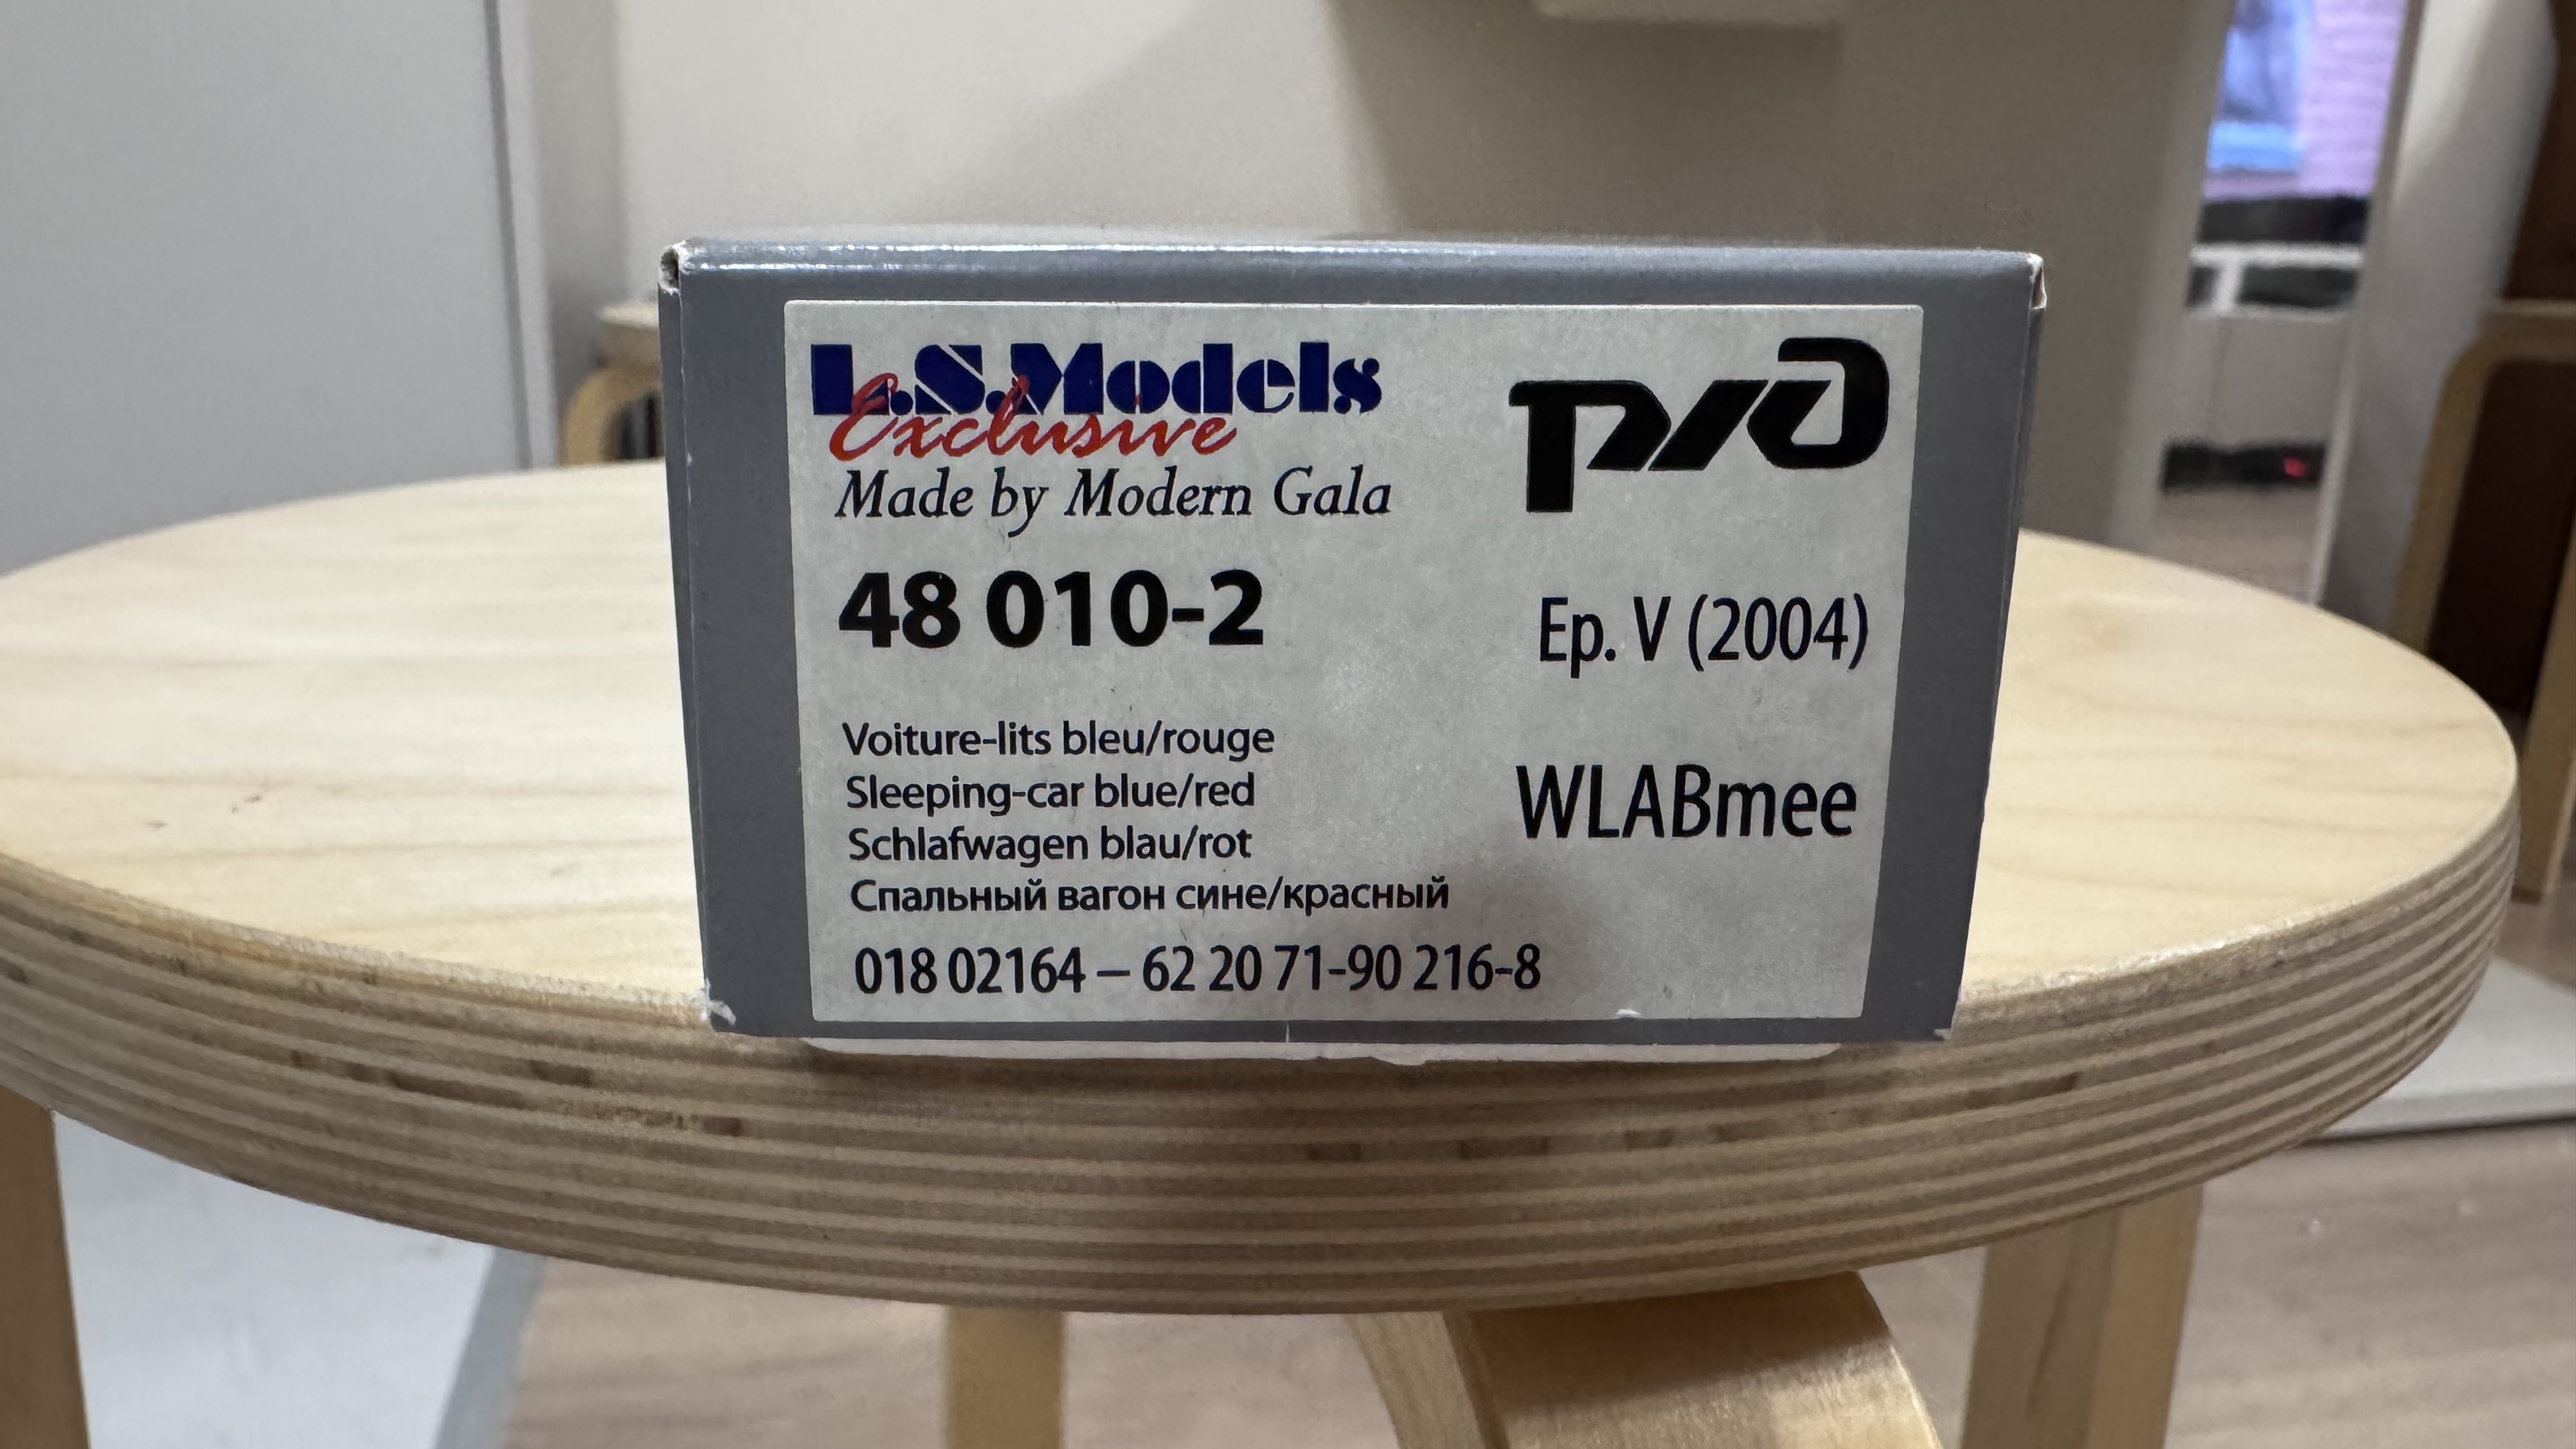 L.S.Models
Exclusive
Made by Modern Gala
ржд
48 010-2
Ep. V (2004)
Voiture-lits bleu/rouge
Sleeping-car blue/red
Schlafwagen blau/rot
Спальный вагон сине/красный
WLABmee
018 02164 – 62 20 71-90 216-8